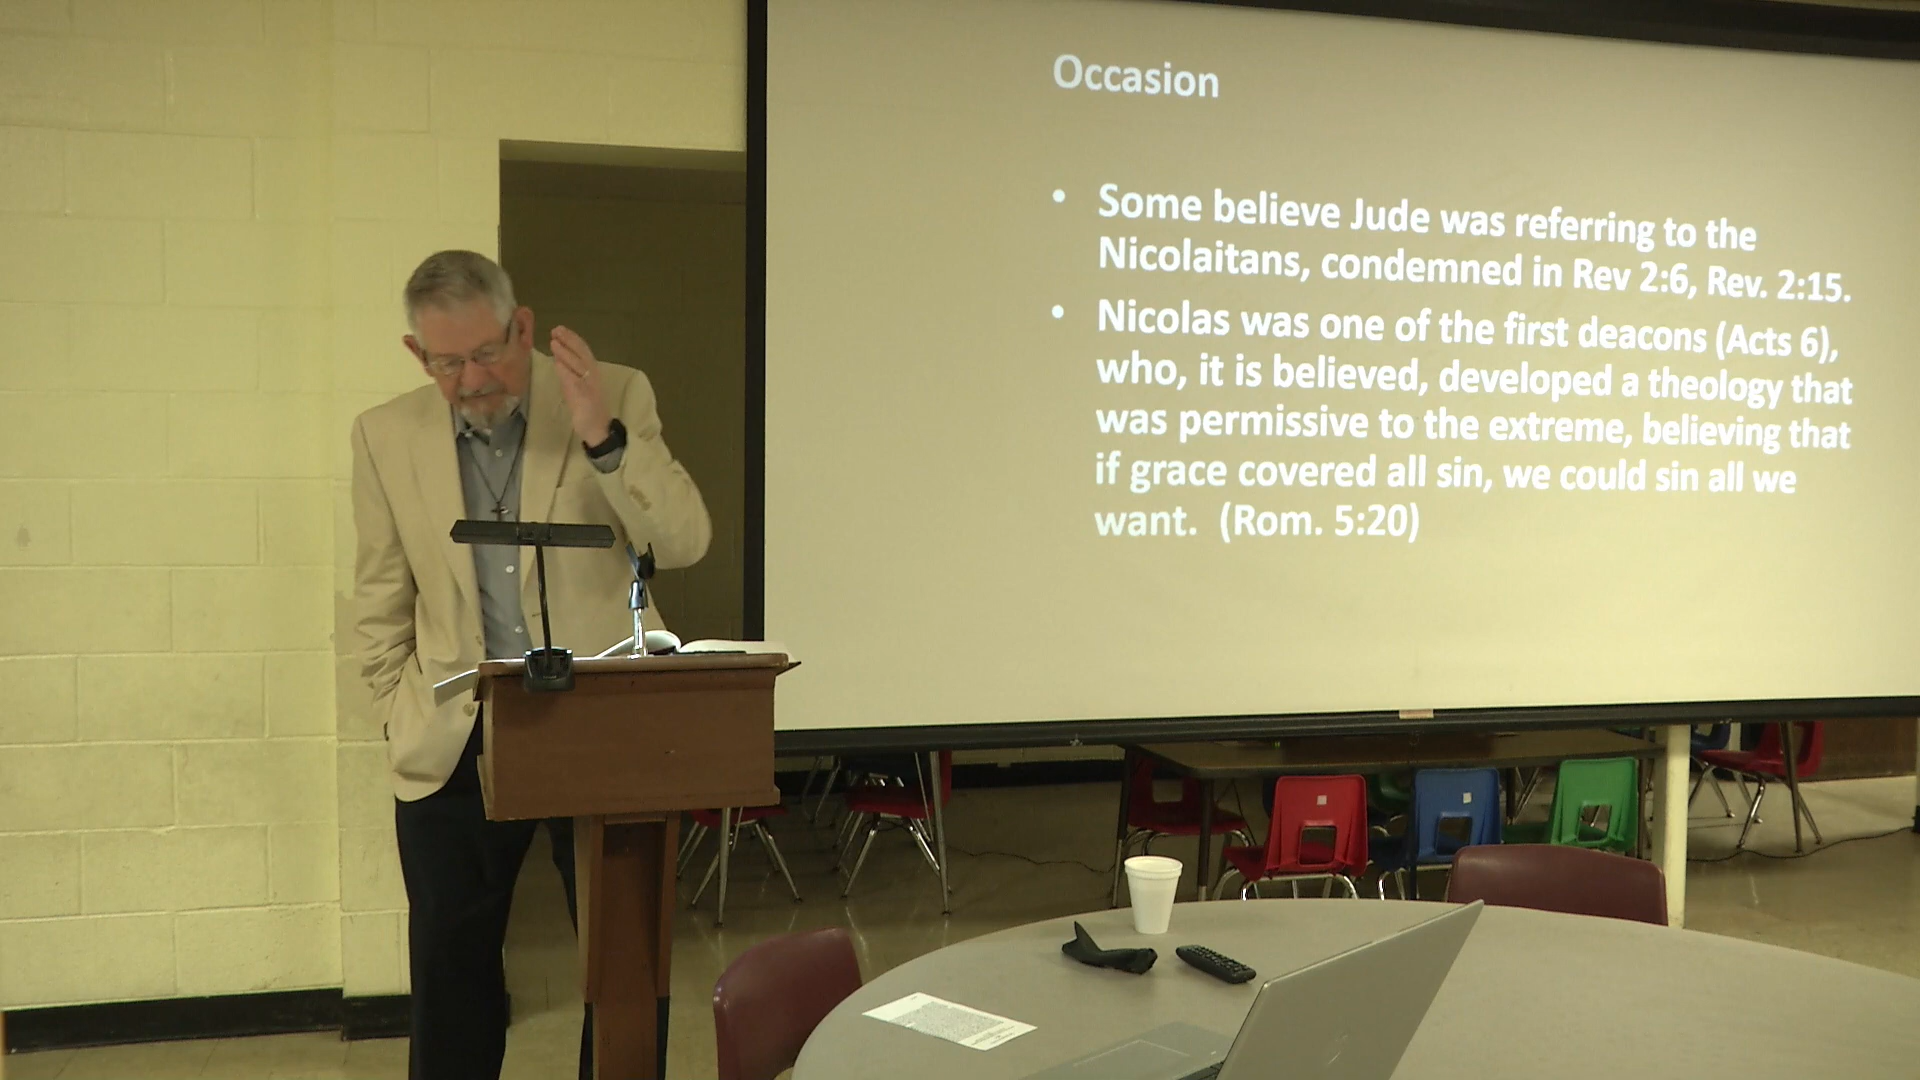 Occasion
• Some believe Jude was referring to the
Nicolaitans, condemned in Rev 2:6, Rev. 2:15.
• Nicolas was one of the first deacons (Acts 6),
who, it is believed, developed a theology that
was permissive to the extreme, believing that
if grace covered all sin, we could sin all we
want. (Rom. 5:20)